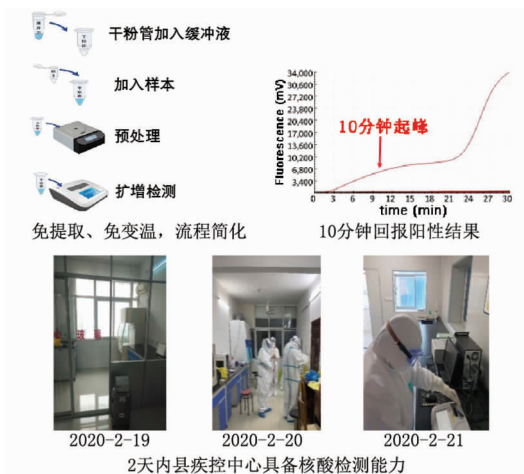 干粉管加入缓冲液
加入样本
预处理
扩增检测
免提取、免变温，流程简化
Fluorescence (mV)
34,000
30,600
27,200
23,800
20,400
17,000
13,600
10,200
6,800
3,400
10分钟起峰
0 3 6 9 12 15 18 21 24 27 30
time (min)
10分钟回报阳性结果
2020-2-19
2020-2-20
2020-2-21
2天内县疾控中心具备核酸检测能力